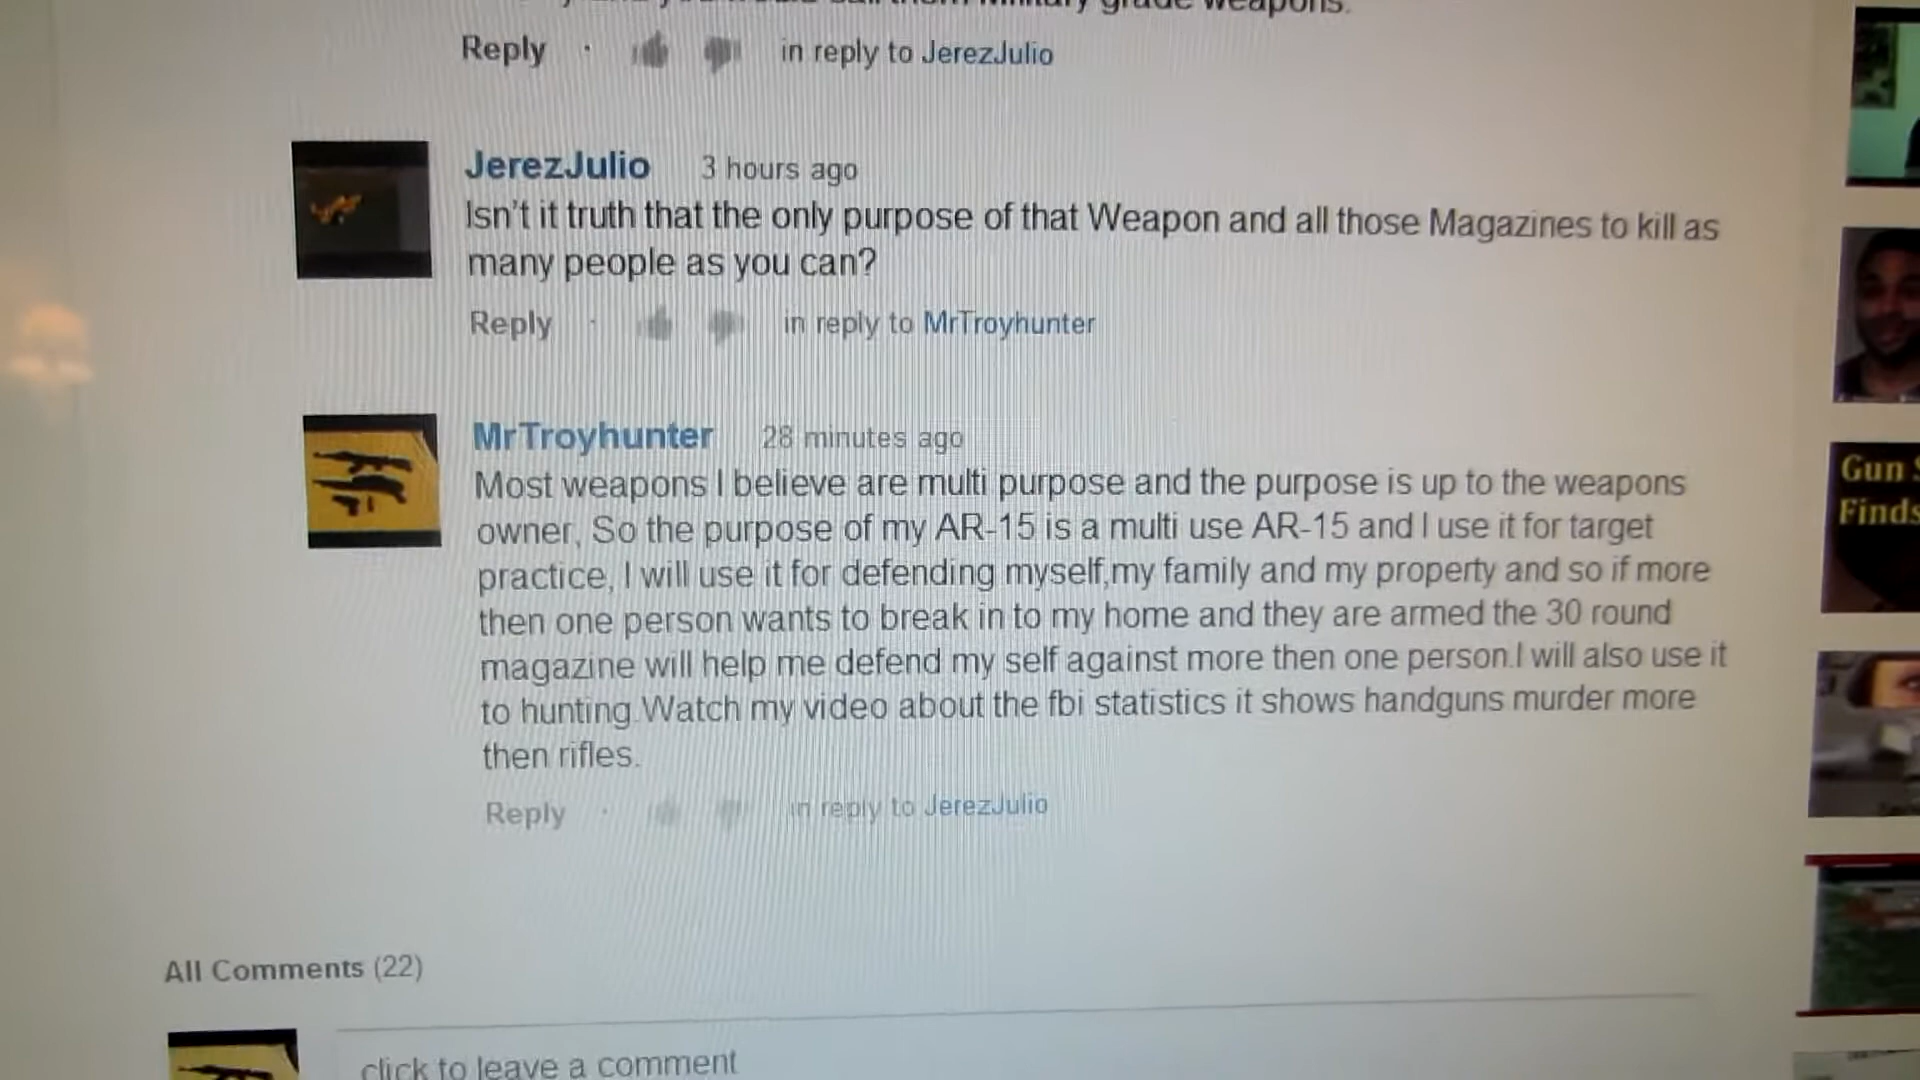 grade weapons.
Reply · in reply to JerezJulio
JerezJulio 3 hours ago
Isn't it truth that the only purpose of that Weapon and all those Magazines to kill as
many people as you can?
Reply · in reply to MrTroyhunter
MrTroyhunter 28 minutes ago
Most weapons I believe are multi purpose and the purpose is up to the weapons
owner, So the purpose of my AR-15 is a multi use AR-15 and I use it for target
practice, I will use it for defending myself,my family and my property and so if more
then one person wants to break in to my home and they are armed the 30 round
magazine will help me defend my self against more then one person.I will also use it
to hunting.Watch my video about the fbi statistics it shows handguns murder more
then rifles.
Reply · in reply to JerezJulio
Gun
Finds
All Comments (22)
click to leave a comment